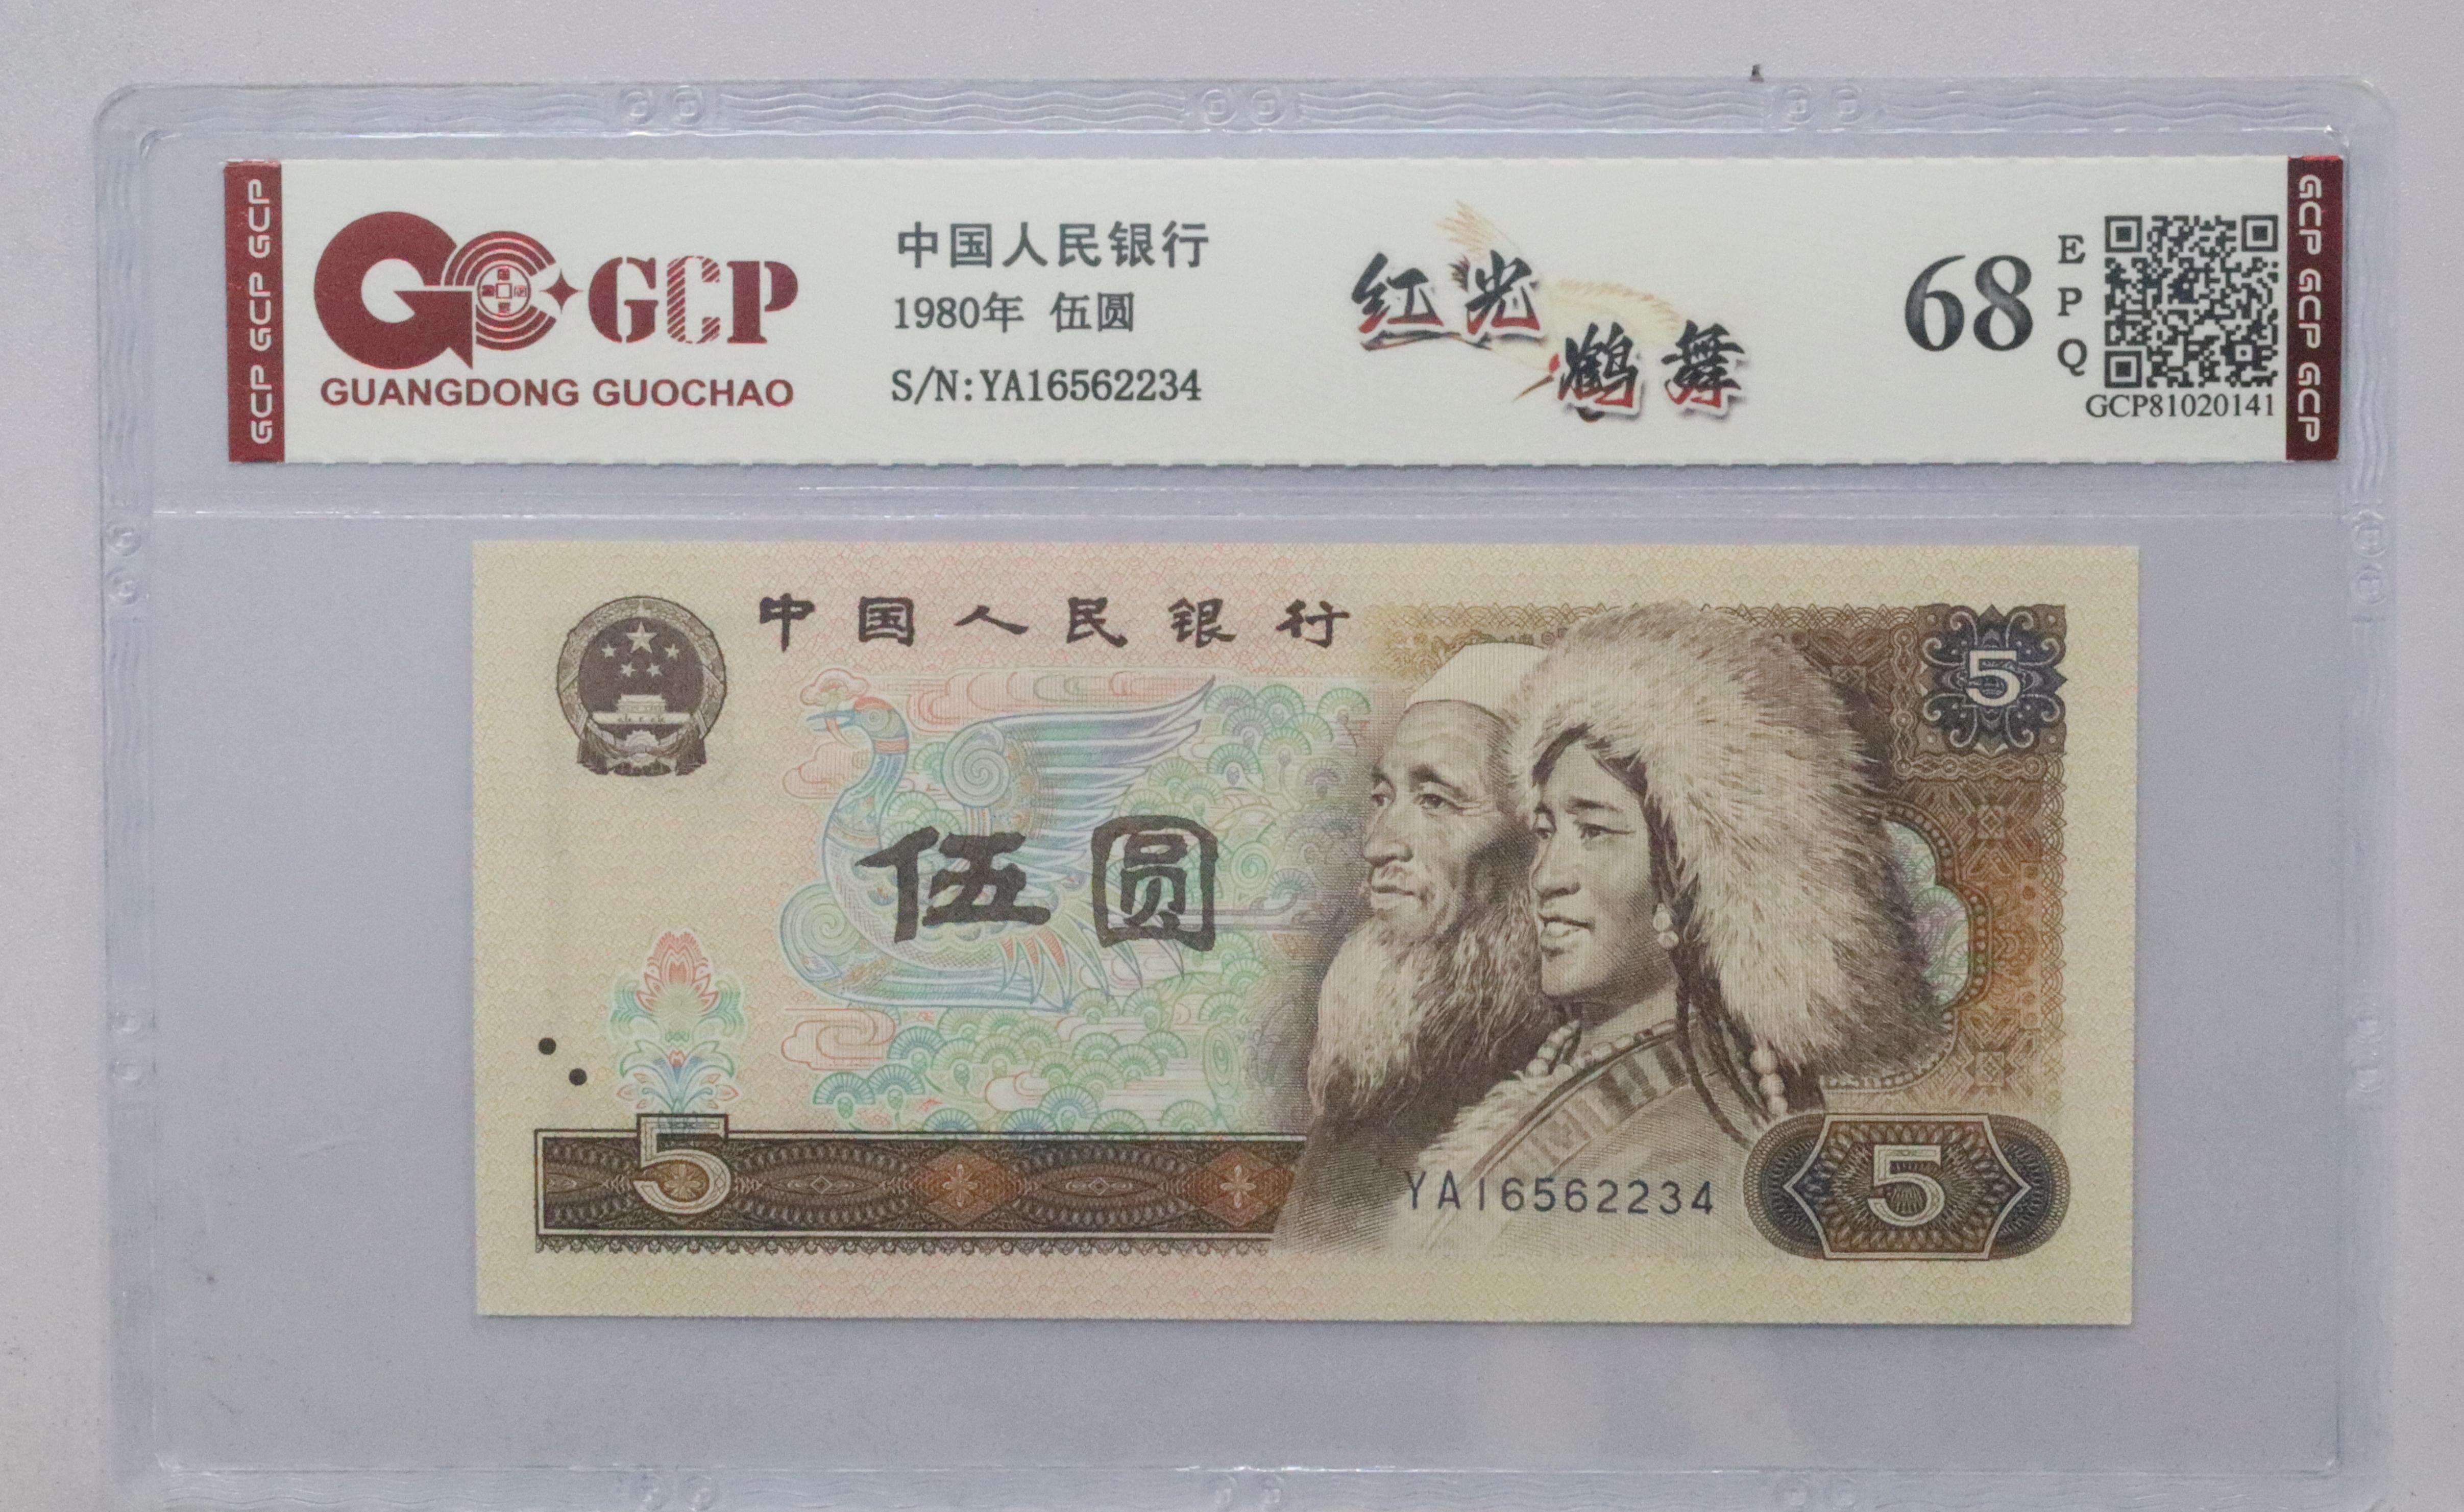 GCP GCP GCP
GCP
GUANGDONG GUOCHAO
中国人民银行
1980年 伍圆
S/N:YA16562234
红光
鹤舞
68
E
P
Q
GCP81020141
GCP GCP GCP
中国人民银行
5
伍圆
5
YA16562234
5